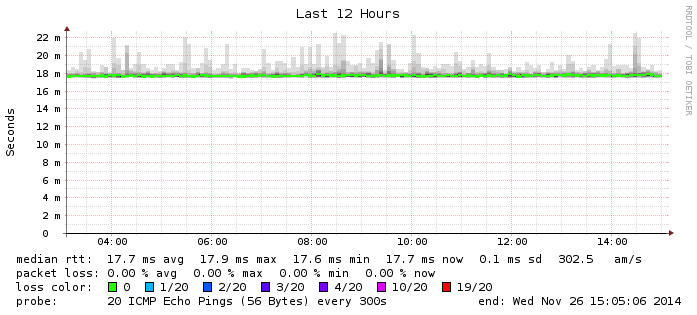 Last 12 Hours
RRDTOOL / TOBI OETIKER
Seconds
22 m
20 m
18 m
16 m
14 m
12 m
10 m
8 m
6 m
4 m
2 m
0
04:00 06:00 08:00 10:00 12:00 14:00
median rtt: 17.7 ms avg 17.9 ms max 17.6 ms min 17.7 ms now 0.1 ms sd 302.5 am/s
packet loss: 0.00 % avg 0.00 % max 0.00 % min 0.00 % now
loss color: 0 1/20 2/20 3/20 4/20 10/20 19/20
probe: 20 ICMP Echo Pings (56 Bytes) every 300s end: Wed Nov 26 15:05:06 2014